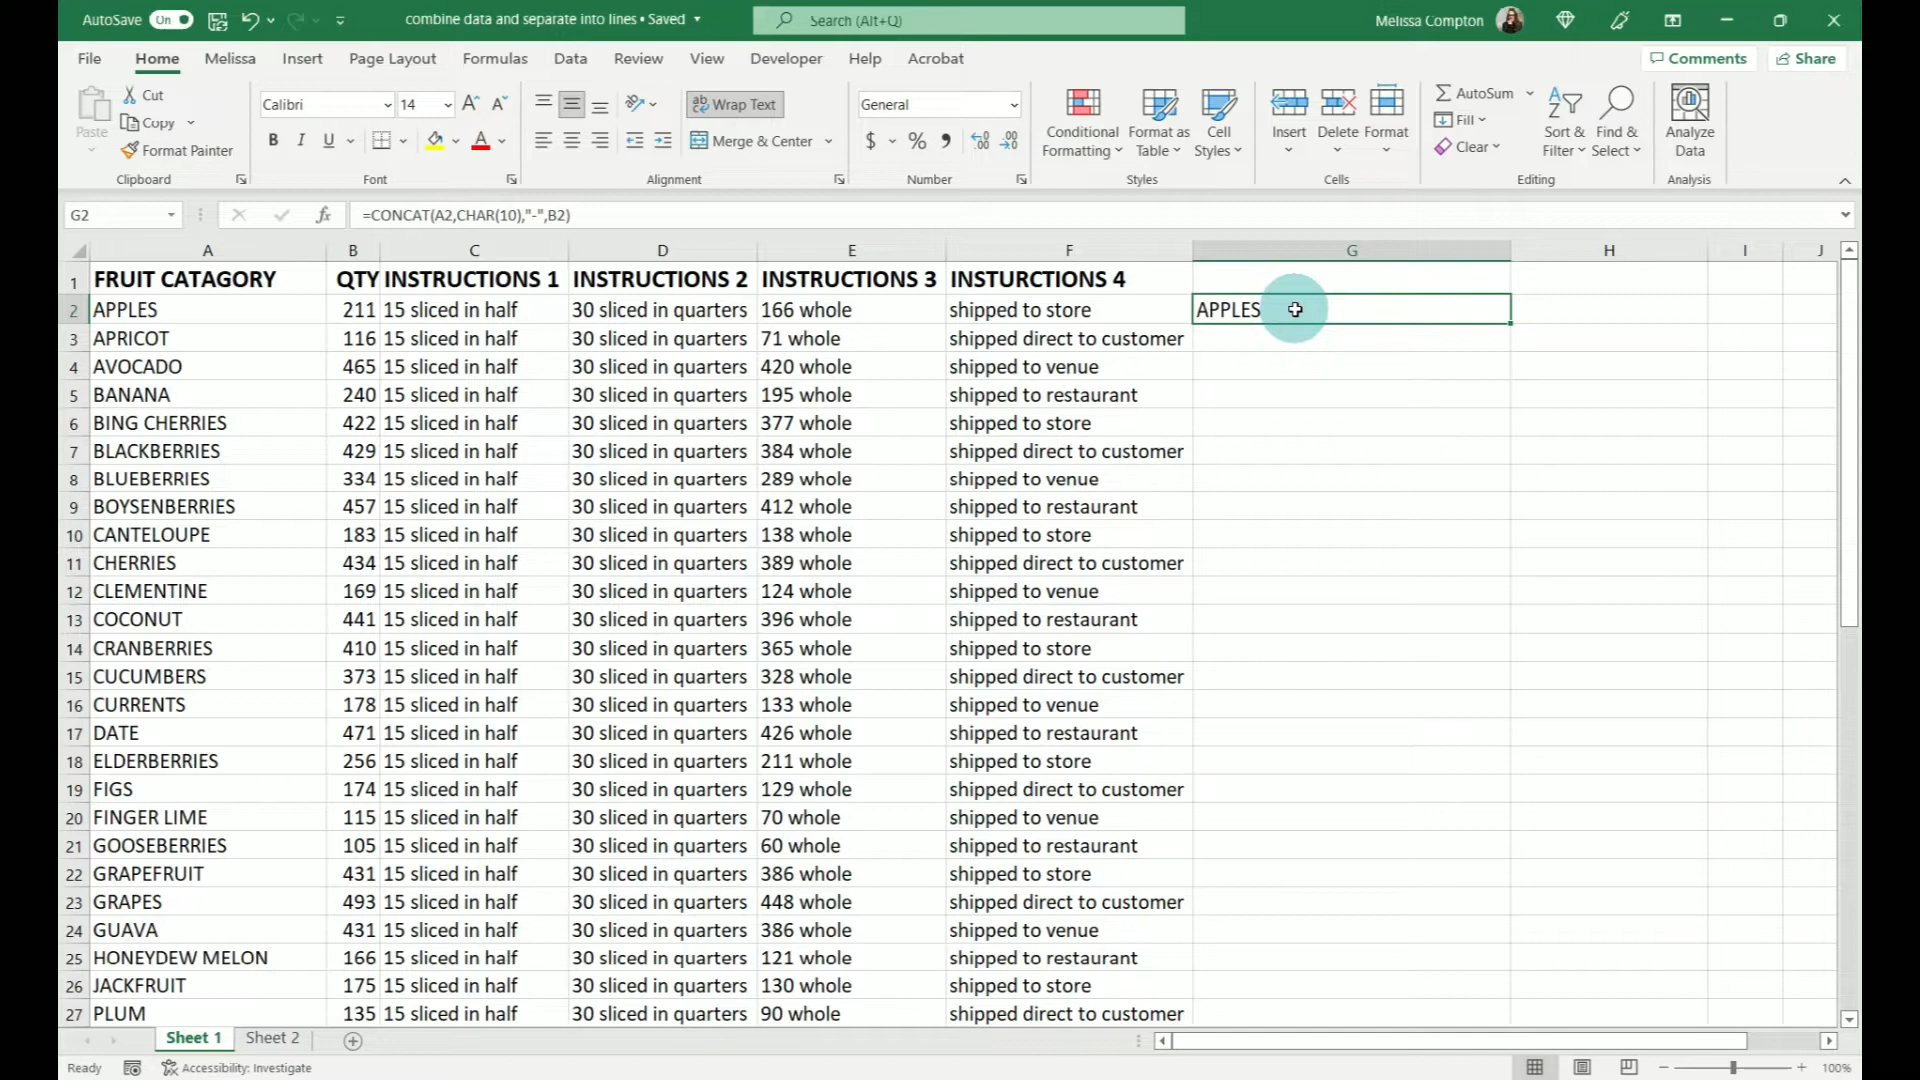 AutoSave On combine data and separate into lines • Saved Search (Alt+Q) Melissa Compton
File Home Melissa Insert Page Layout Formulas Data Review View Developer Help Acrobat Comments Share
Paste Cut Copy Format Painter Clipboard
Calibri 14 B I U A Font
ab Wrap Text Merge & Center Alignment
General $ % Number
Conditional Formatting Format as Table Cell Styles Styles
Insert Delete Format Cells
AutoSum Fill Clear Sort & Filter Find & Select Editing
Analyze Data Analysis
G2 fx =CONCAT(A2,CHAR(10),"-",B2)
A B C D E F G H I J
1 FRUIT CATAGORY QTY INSTRUCTIONS 1 INSTRUCTIONS 2 INSTRUCTIONS 3 INSTURCTIONS 4
2 APPLES 211 15 sliced in half 30 sliced in quarters 166 whole shipped to store APPLES
3 APRICOT 116 15 sliced in half 30 sliced in quarters 71 whole shipped direct to customer
4 AVOCADO 465 15 sliced in half 30 sliced in quarters 420 whole shipped to venue
5 BANANA 240 15 sliced in half 30 sliced in quarters 195 whole shipped to restaurant
6 BING CHERRIES 422 15 sliced in half 30 sliced in quarters 377 whole shipped to store
7 BLACKBERRIES 429 15 sliced in half 30 sliced in quarters 384 whole shipped direct to customer
8 BLUEBERRIES 334 15 sliced in half 30 sliced in quarters 289 whole shipped to venue
9 BOYSENBERRIES 457 15 sliced in half 30 sliced in quarters 412 whole shipped to restaurant
10 CANTELOUPE 183 15 sliced in half 30 sliced in quarters 138 whole shipped to store
11 CHERRIES 434 15 sliced in half 30 sliced in quarters 389 whole shipped direct to customer
12 CLEMENTINE 169 15 sliced in half 30 sliced in quarters 124 whole shipped to venue
13 COCONUT 441 15 sliced in half 30 sliced in quarters 396 whole shipped to restaurant
14 CRANBERRIES 410 15 sliced in half 30 sliced in quarters 365 whole shipped to store
15 CUCUMBERS 373 15 sliced in half 30 sliced in quarters 328 whole shipped direct to customer
16 CURRENTS 178 15 sliced in half 30 sliced in quarters 133 whole shipped to venue
17 DATE 471 15 sliced in half 30 sliced in quarters 426 whole shipped to restaurant
18 ELDERBERRIES 256 15 sliced in half 30 sliced in quarters 211 whole shipped to store
19 FIGS 174 15 sliced in half 30 sliced in quarters 129 whole shipped direct to customer
20 FINGER LIME 115 15 sliced in half 30 sliced in quarters 70 whole shipped to venue
21 GOOSEBERRIES 105 15 sliced in half 30 sliced in quarters 60 whole shipped to restaurant
22 GRAPEFRUIT 431 15 sliced in half 30 sliced in quarters 386 whole shipped to store
23 GRAPES 493 15 sliced in half 30 sliced in quarters 448 whole shipped direct to customer
24 GUAVA 431 15 sliced in half 30 sliced in quarters 386 whole shipped to venue
25 HONEYDEW MELON 166 15 sliced in half 30 sliced in quarters 121 whole shipped to restaurant
26 JACKFRUIT 175 15 sliced in half 30 sliced in quarters 130 whole shipped to store
27 PLUM 135 15 sliced in half 30 sliced in quarters 90 whole shipped direct to customer
Sheet 1 Sheet 2
Ready Accessibility: Investigate 100%